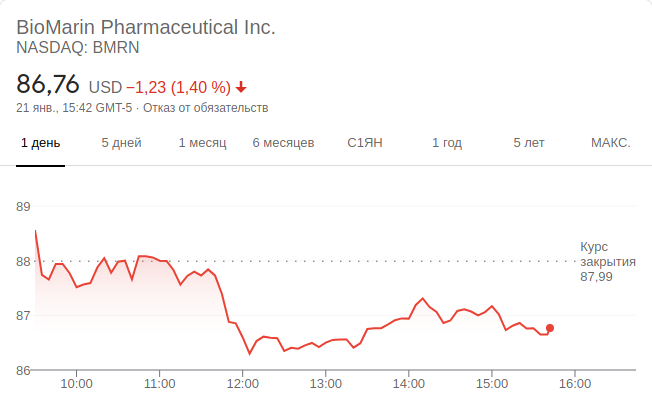 BioMarin Pharmaceutical Inc.
NASDAQ: BMRN
86,76 USD −1,23 (1,40 %)
21 янв., 15:42 GMT-5 · Отказ от обязательств
1 день 5 дней 1 месяц 6 месяцев С1ЯН 1 год 5 лет МАКС.
89
88
87
86
Курс
закрытия
87,99
10:00 11:00 12:00 13:00 14:00 15:00 16:00